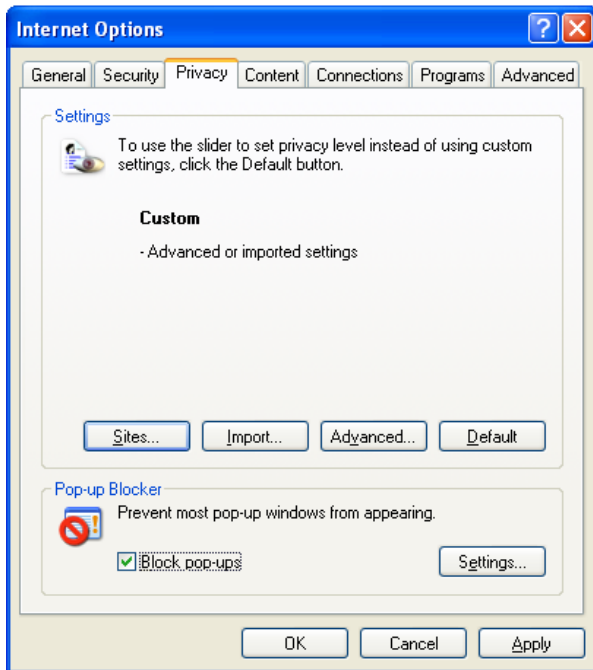 Internet Options
General Security Privacy Content Connections Programs Advanced
Settings
To use the slider to set privacy level instead of using custom
settings, click the Default button.
Custom
- Advanced or imported settings
Sites... Import... Advanced... Default
Pop-up Blocker
Prevent most pop-up windows from appearing.
Block pop-ups Settings...
OK Cancel Apply